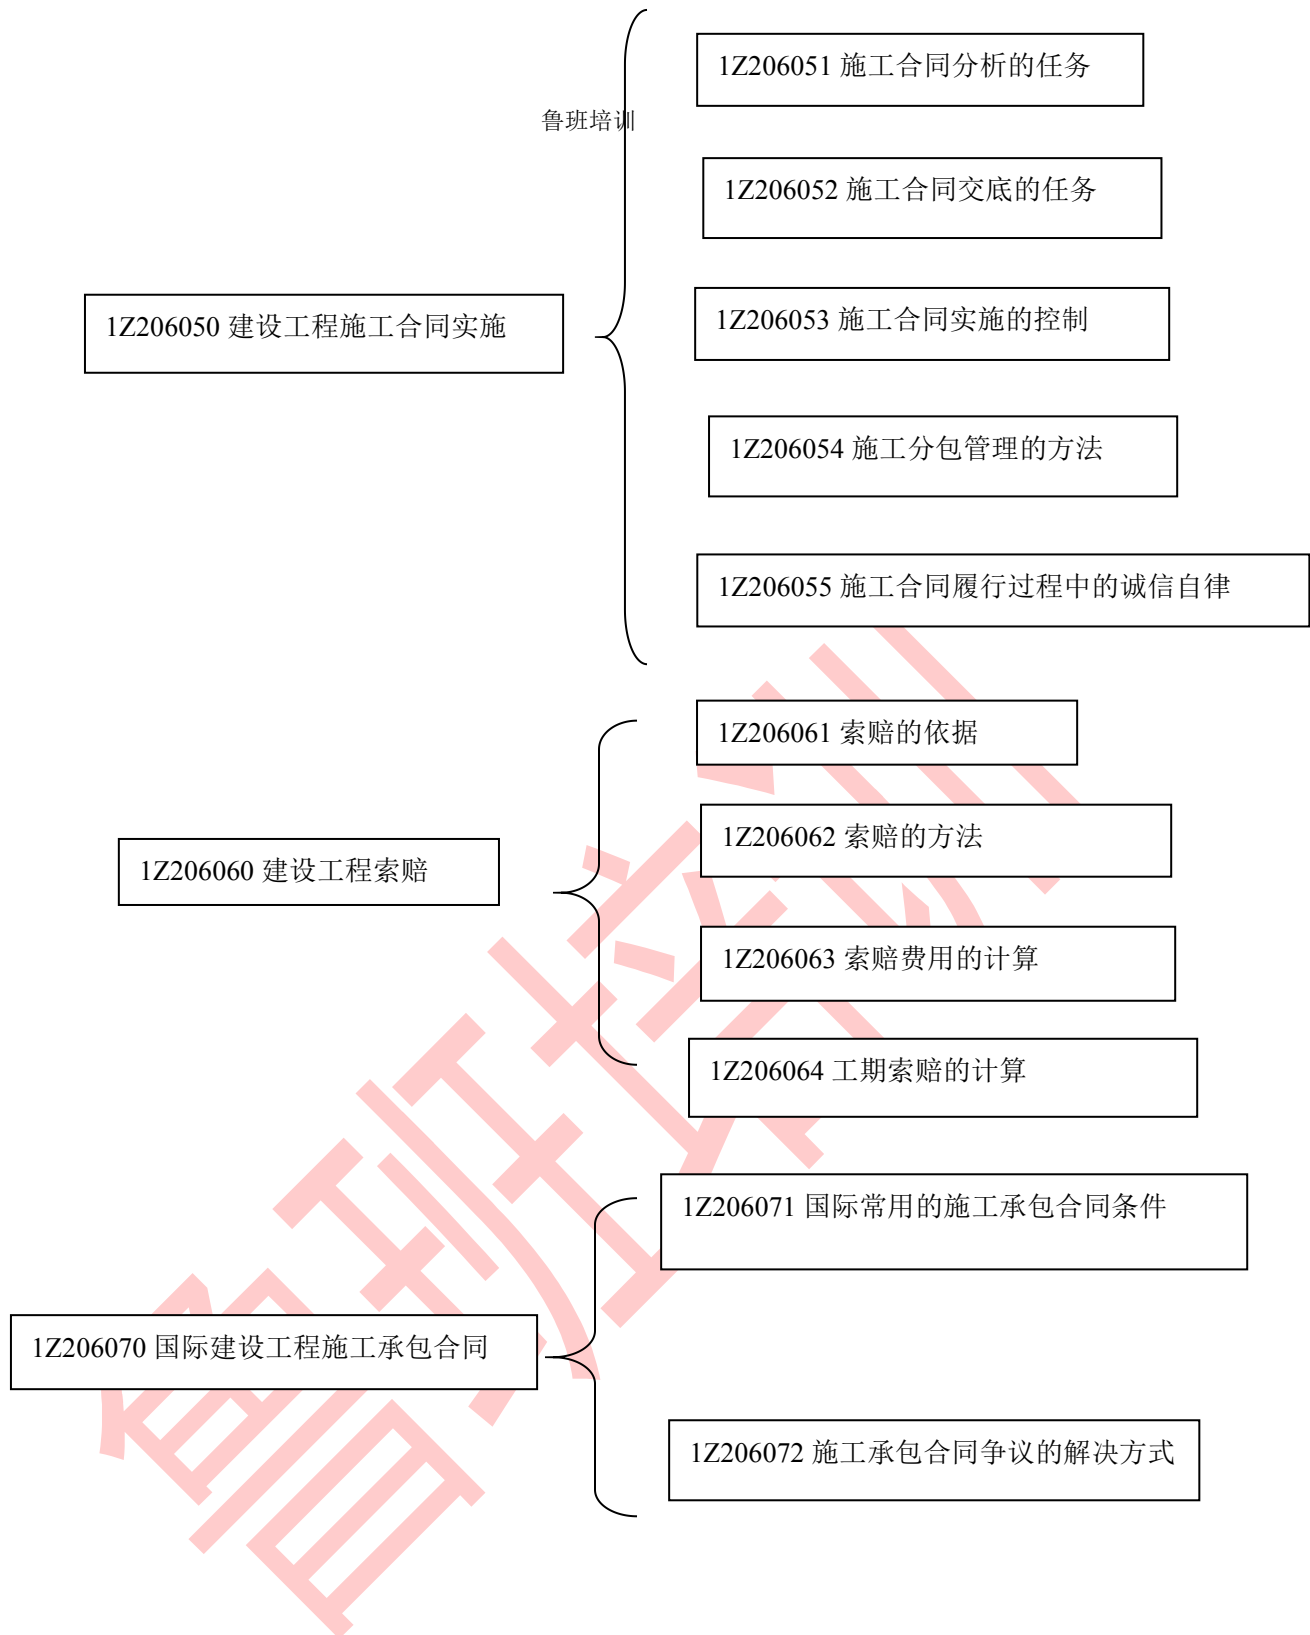 鲁班培训
1Z206050 建设工程施工合同实施
1Z206051 施工合同分析的任务
1Z206052 施工合同交底的任务
1Z206053 施工合同实施的控制
1Z206054 施工分包管理的方法
1Z206055 施工合同履行过程中的诚信自律
1Z206060 建设工程索赔
1Z206061 索赔的依据
1Z206062 索赔的方法
1Z206063 索赔费用的计算
1Z206064 工期索赔的计算
1Z206070 国际建设工程施工承包合同
1Z206071 国际常用的施工承包合同条件
1Z206072 施工承包合同争议的解决方式
鲁班培训